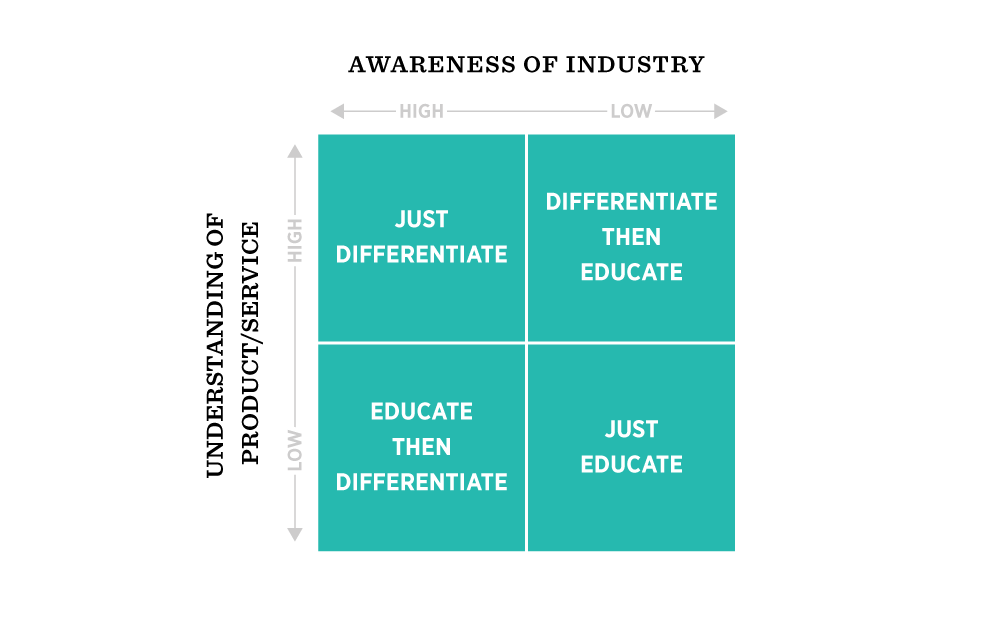 AWARENESS OF INDUSTRY
HIGH
LOW
UNDERSTANDING OF
PRODUCT/SERVICE
HIGH
LOW
JUST
DIFFERENTIATE
DIFFERENTIATE
THEN
EDUCATE
EDUCATE
THEN
DIFFERENTIATE
JUST
EDUCATE